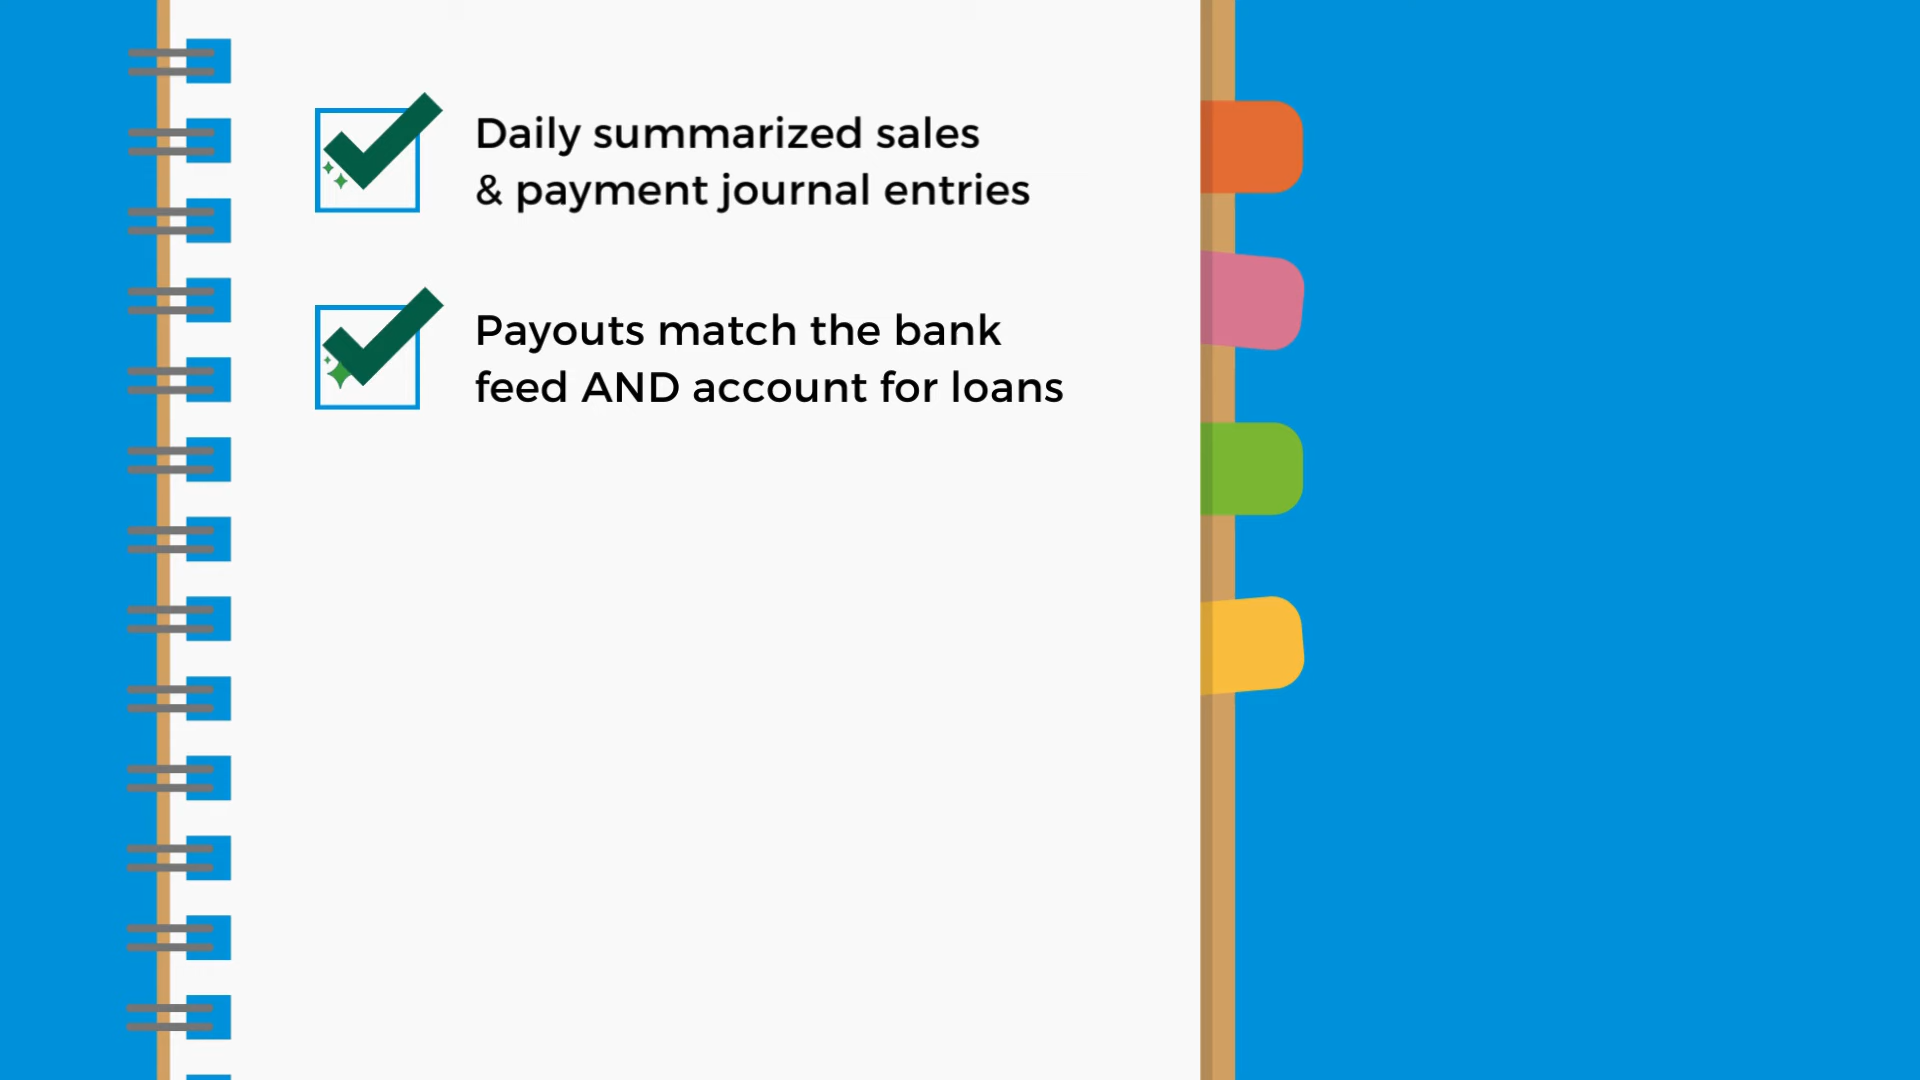 Daily summarized sales
& payment journal entries
Payouts match the bank
feed AND account for loans